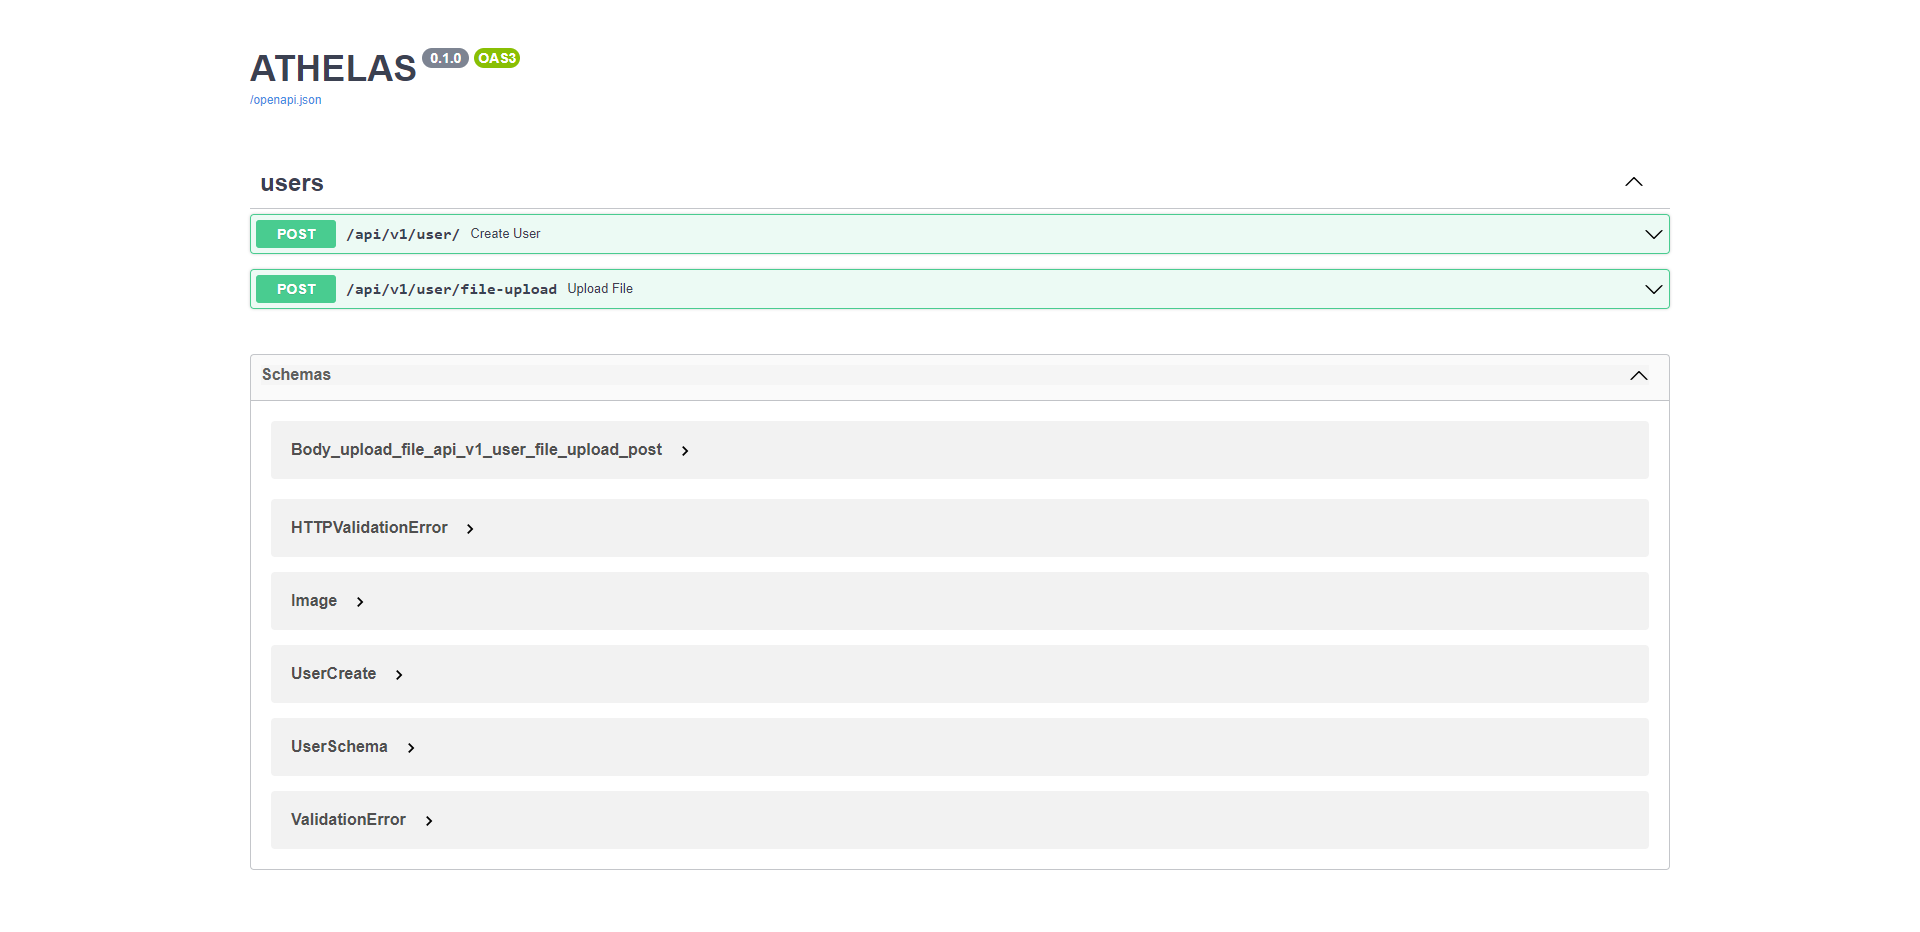 ATHELAS 0.1.0 OAS3
/openapi.json
users
POST /api/v1/user/ Create User
POST /api/v1/user/file-upload Upload File
Schemas
Body_upload_file_api_v1_user_file_upload_post
HTTPValidationError
Image
UserCreate
UserSchema
ValidationError